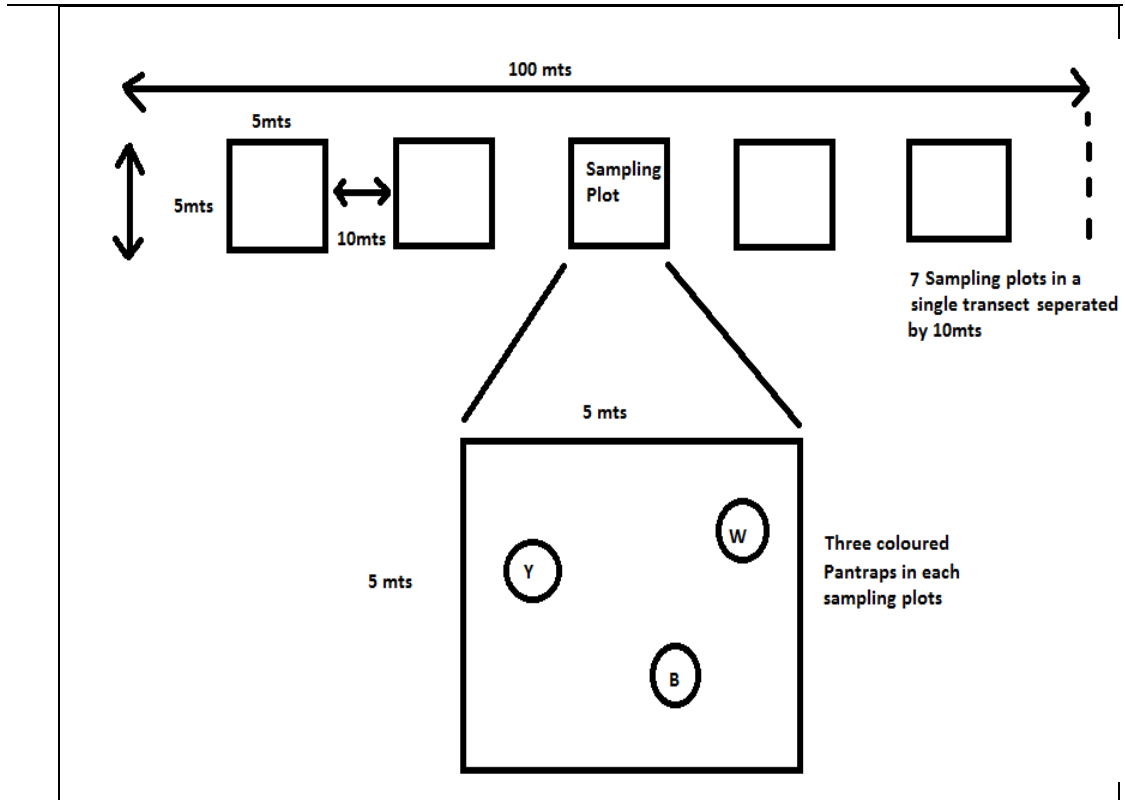 100 mts
5mts
5mts
10mts
Sampling
Plot
7 Sampling plots in a
single transect seperated
by 10mts
5 mts
5 mts
Y
W
B
Three coloured
Pantraps in each
sampling plots